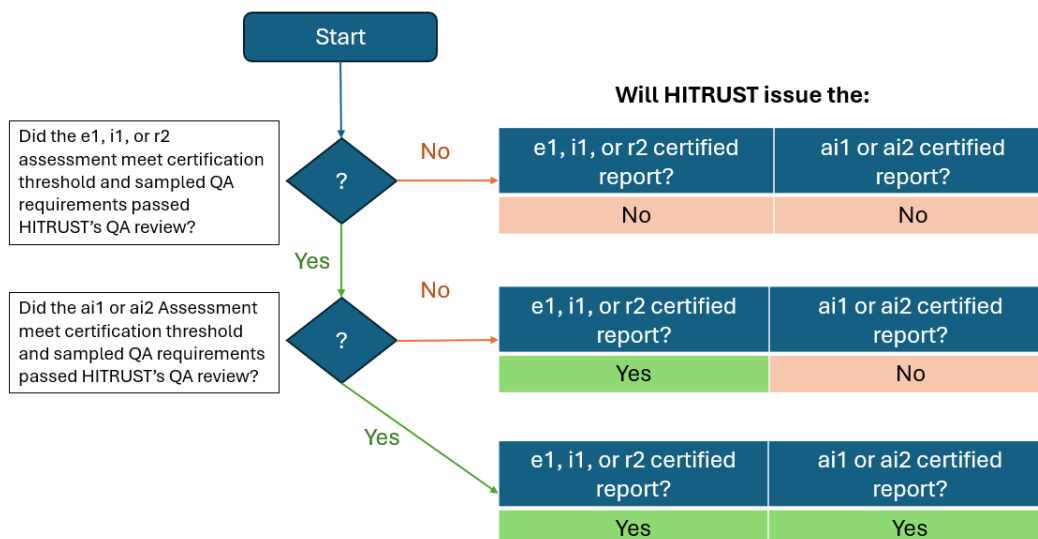 Start
Will HITRUST issue the:
Did the e1, i1, or r2
assessment meet certification
threshold and sampled QA
requirements passed
HITRUST’s QA review?
?
No
e1, i1, or r2 certified
report?
ai1 or ai2 certified
report?
No
No
Yes
Did the ai1 or ai2 Assessment
meet certification threshold
and sampled QA requirements
passed HITRUST’s QA review?
?
No
e1, i1, or r2 certified
report?
ai1 or ai2 certified
report?
Yes
No
Yes
e1, i1, or r2 certified
report?
ai1 or ai2 certified
report?
Yes
Yes